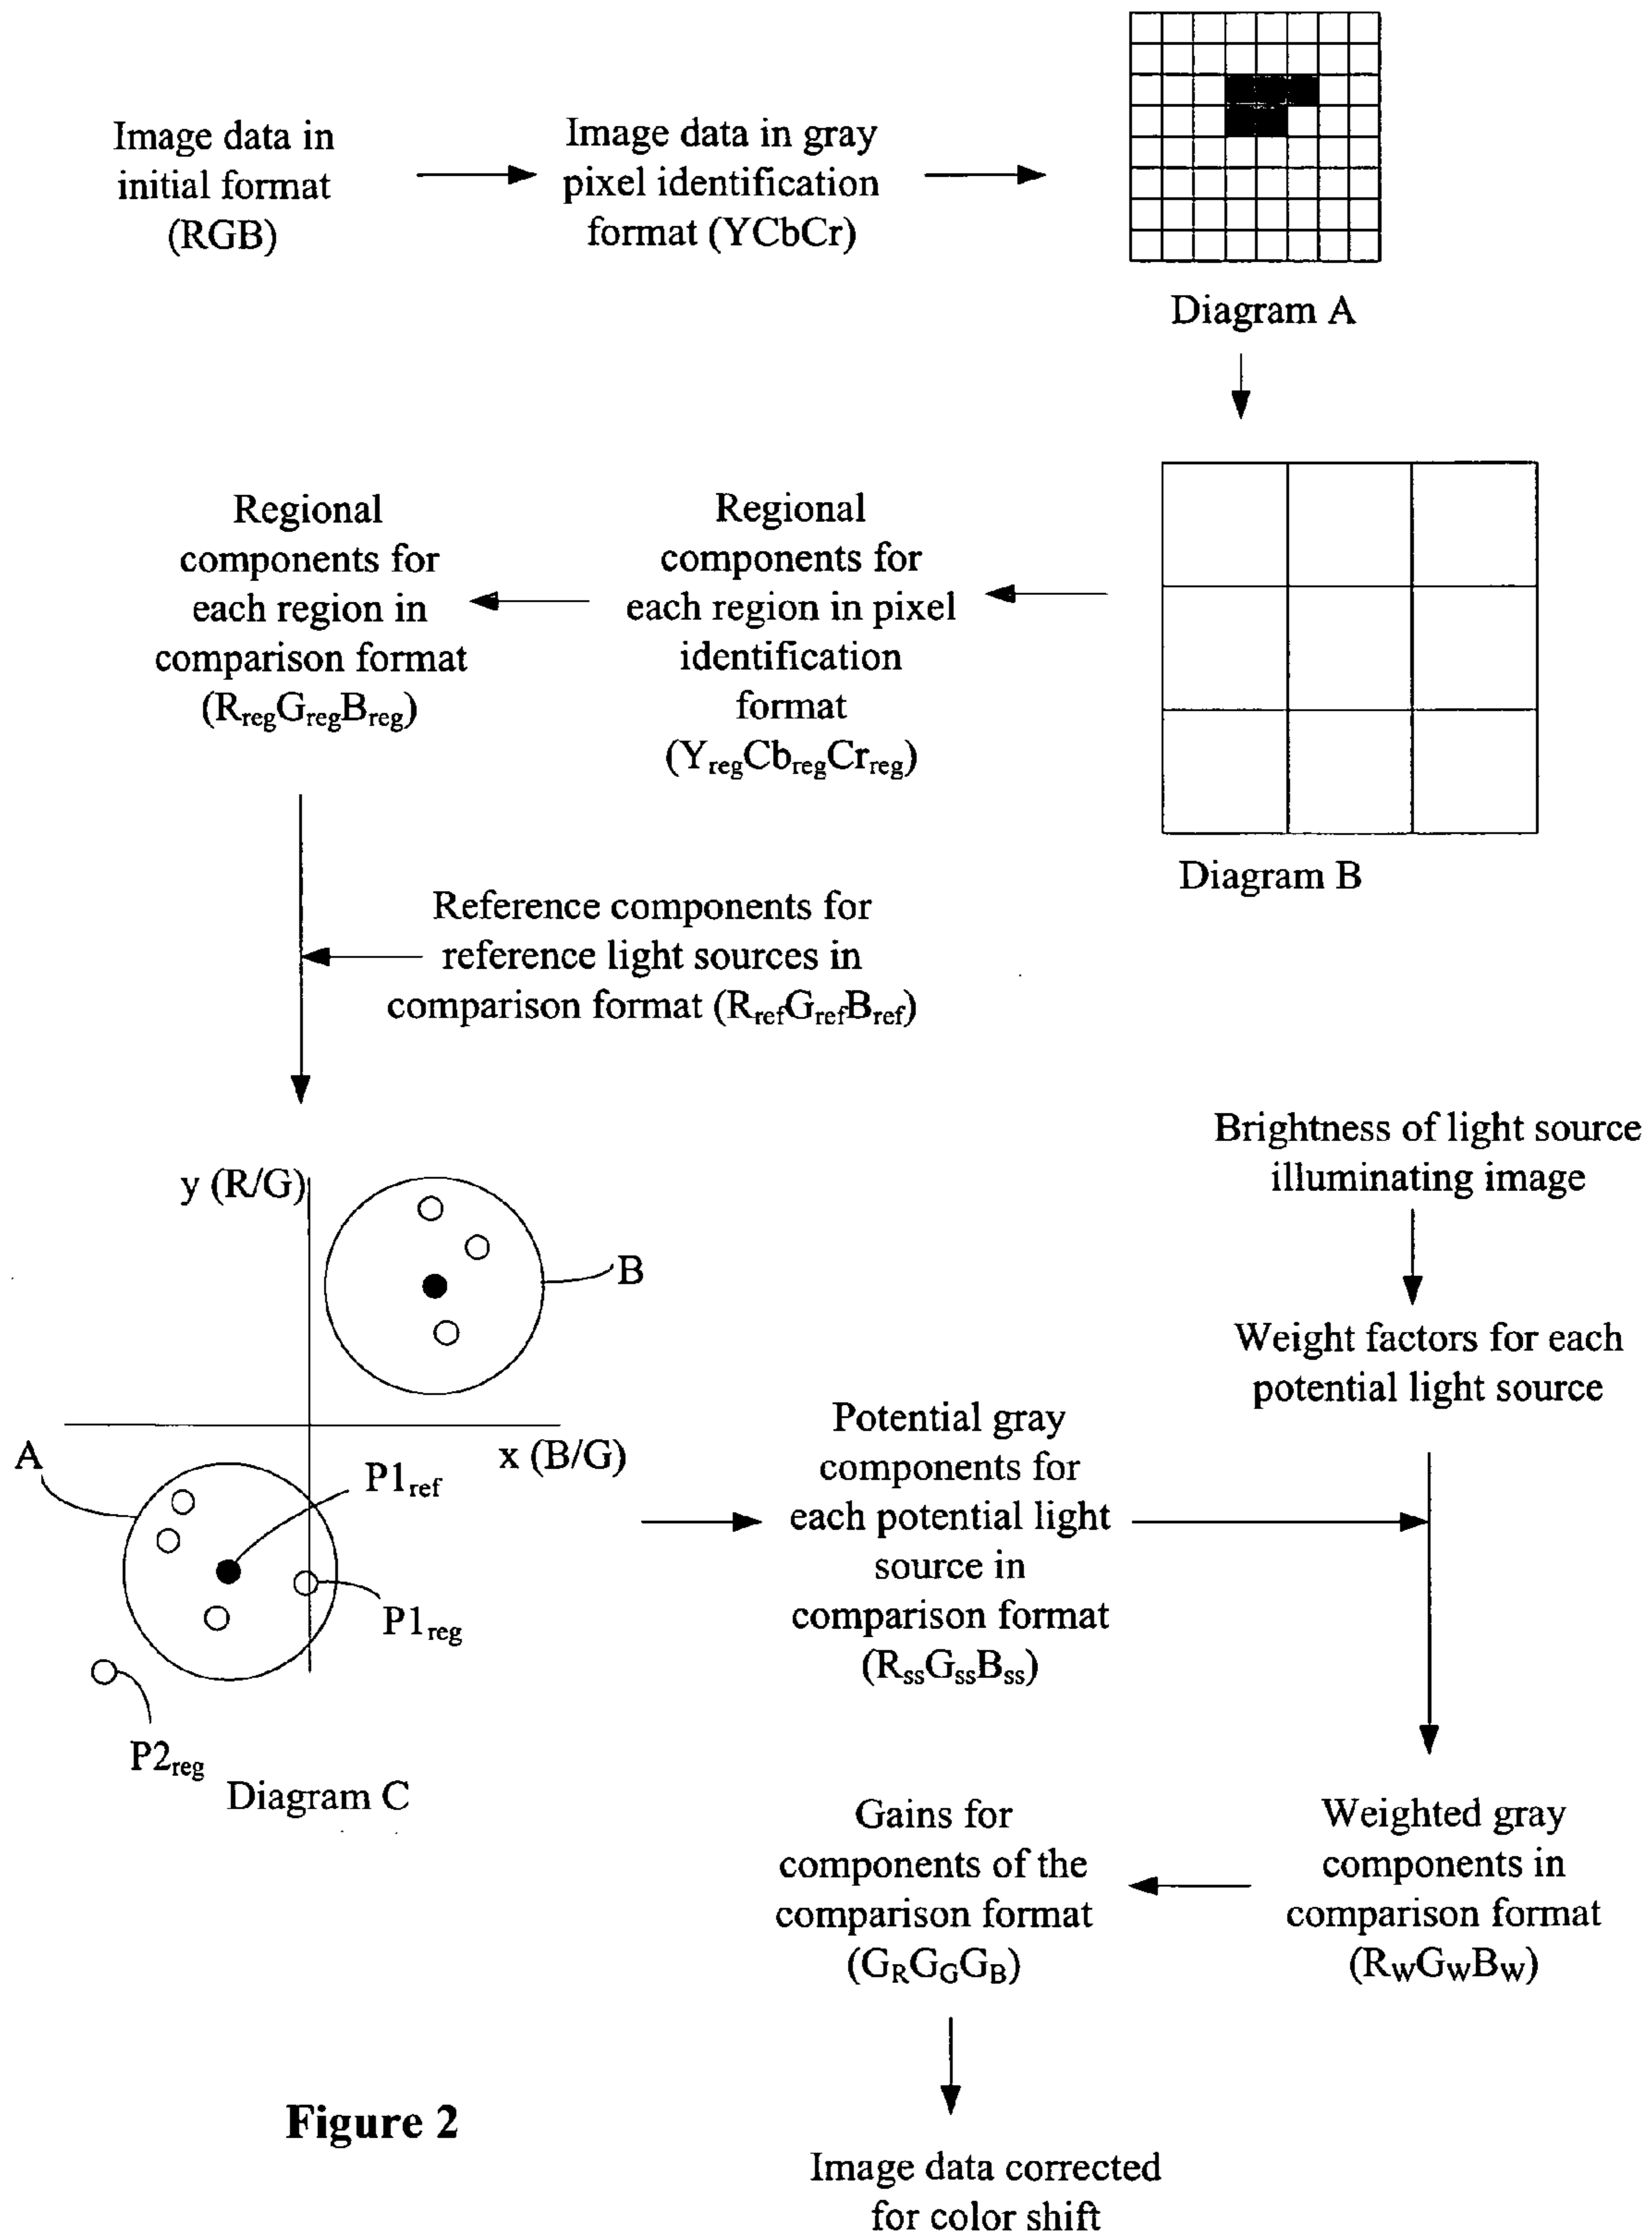 Image data in
initial format
(RGB)
Image data in gray
pixel identification
format (YCbCr)
Diagram A
Regional
components for
each region in
comparison format
(RregGregBreg)
Regional
components for
each region in pixel
identification
format
(YregCbregCrreg)
Diagram B
Reference components for
reference light sources in
comparison format (RrefGrefBref)
y (R/G)
B
x (B/G)
A
P1ref
P1reg
P2reg
Diagram C
Potential gray
components for
each potential light
source in
comparison format
(RssGssBss)
Brightness of light source
illuminating image
Weight factors for each
potential light source
Weighted gray
components in
comparison format
(RWGWBW)
Gains for
components of the
comparison format
(GRGGGB)
Image data corrected
for color shift
Figure 2